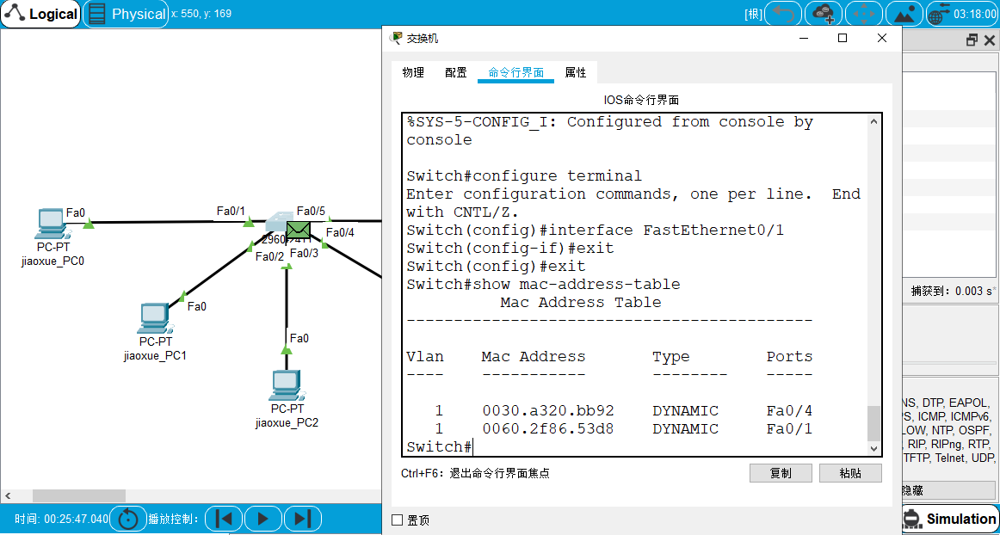 Logical
Physical
x: 550, y: 169
[根]
03:18:00
交换机
物理 配置 命令行界面 属性
IOS命令行界面
%SYS-5-CONFIG_I: Configured from console by
console
Switch#configure terminal
Enter configuration commands, one per line. End
with CNTL/Z.
Switch(config)#interface FastEthernet0/1
Switch(config-if)#exit
Switch(config)#exit
Switch#show mac-address-table
Mac Address Table
-------------------------------------------
Vlan Mac Address Type Ports
---- ----------- -------- -----
1 0030.a320.bb92 DYNAMIC Fa0/4
1 0060.2f86.53d8 DYNAMIC Fa0/1
Switch#
Ctrl+F6：退出命令行界面焦点
复制
粘贴
置顶
Fa0
PC-PT
jiaoxue_PC0
Fa0/1
Fa0/5
Fa0/4
Fa0/2
Fa0/3
Fa0
PC-PT
jiaoxue_PC1
Fa0
PC-PT
jiaoxue_PC2
捕获到：0.003 s
NS, DTP, EAPOL,
S, ICMP, ICMPv6,
LOW, NTP, OSPF,
RIP, RIPng, RTP,
TFTP, Telnet, UDP,
隐藏
时间: 00:25:47.040
播放控制：
Simulation